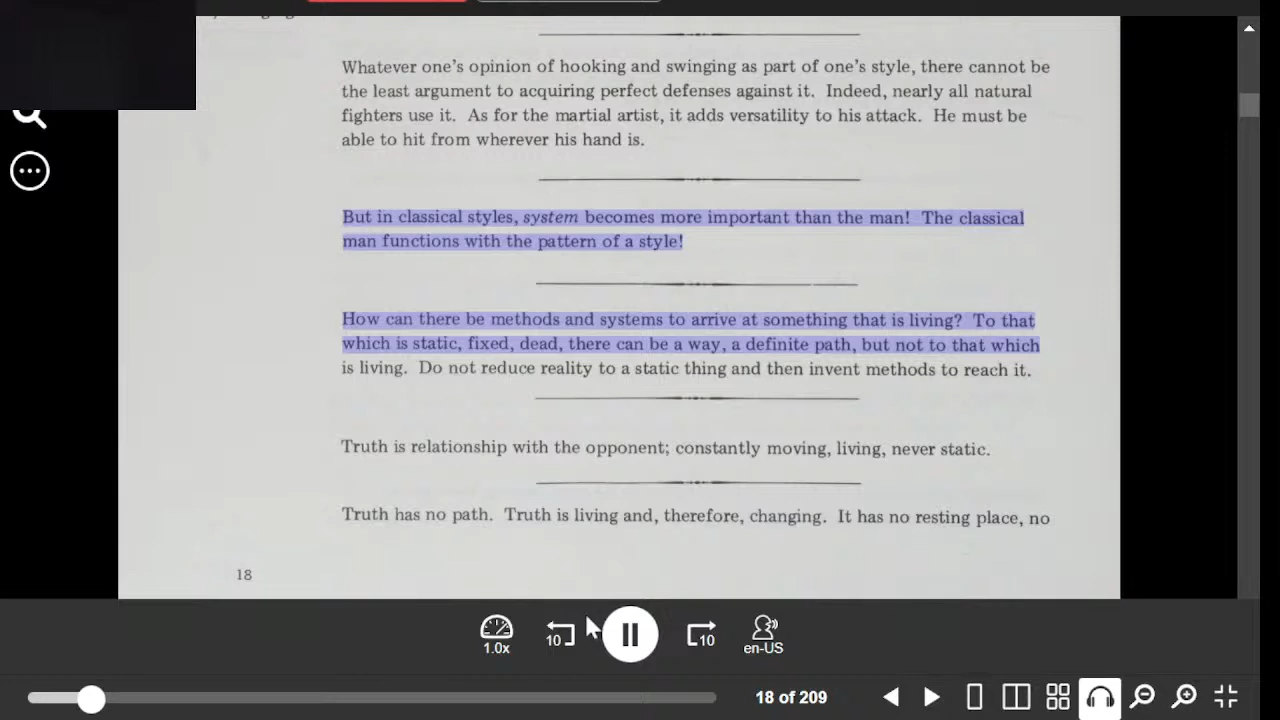 Whatever one's opinion of hooking and swinging as part of one's style, there cannot be
the least argument to acquiring perfect defenses against it. Indeed, nearly all natural
fighters use it. As for the martial artist, it adds versatility to his attack. He must be
able to hit from wherever his hand is.
But in classical styles, system becomes more important than the man! The classical
man functions with the pattern of a style!
How can there be methods and systems to arrive at something that is living? To that
which is static, fixed, dead, there can be a way, a definite path, but not to that which
is living. Do not reduce reality to a static thing and then invent methods to reach it.
Truth is relationship with the opponent; constantly moving, living, never static.
Truth has no path. Truth is living and, therefore, changing. It has no resting place, no
18
10
10
1.0x
en-US
18 of 209